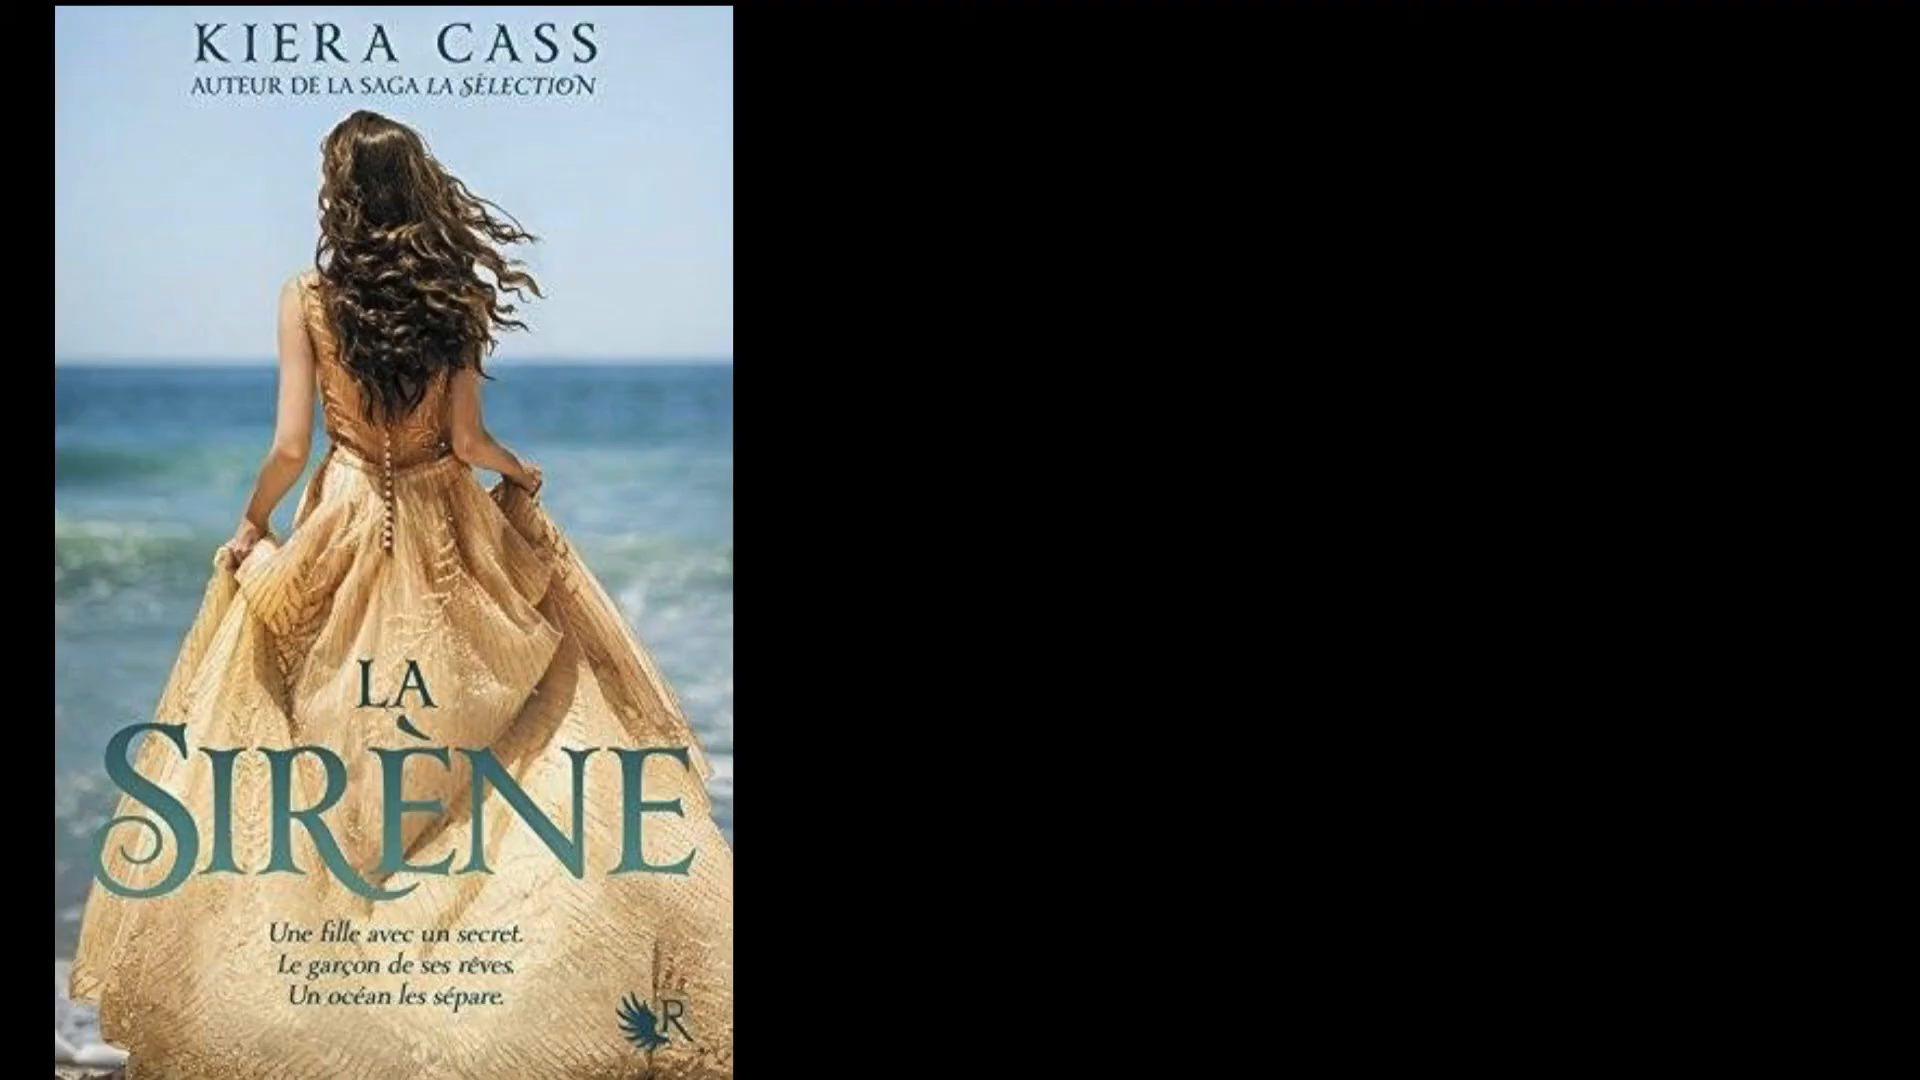 KIERA CASS
AUTEUR DE LA SAGA LA SÉLECTION
LA
SIRÈNE
Une fille avec un secret.
Le garçon de ses rêves.
Un océan les sépare.
R